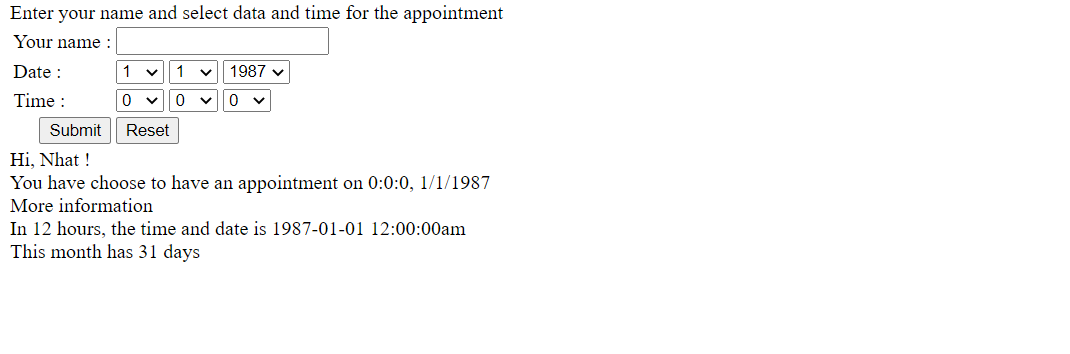 Enter your name and select data and time for the appointment
Your name :
Date : 1 1 1987
Time : 0 0 0
Submit Reset
Hi, Nhat !
You have choose to have an appointment on 0:0:0, 1/1/1987
More information
In 12 hours, the time and date is 1987-01-01 12:00:00am
This month has 31 days